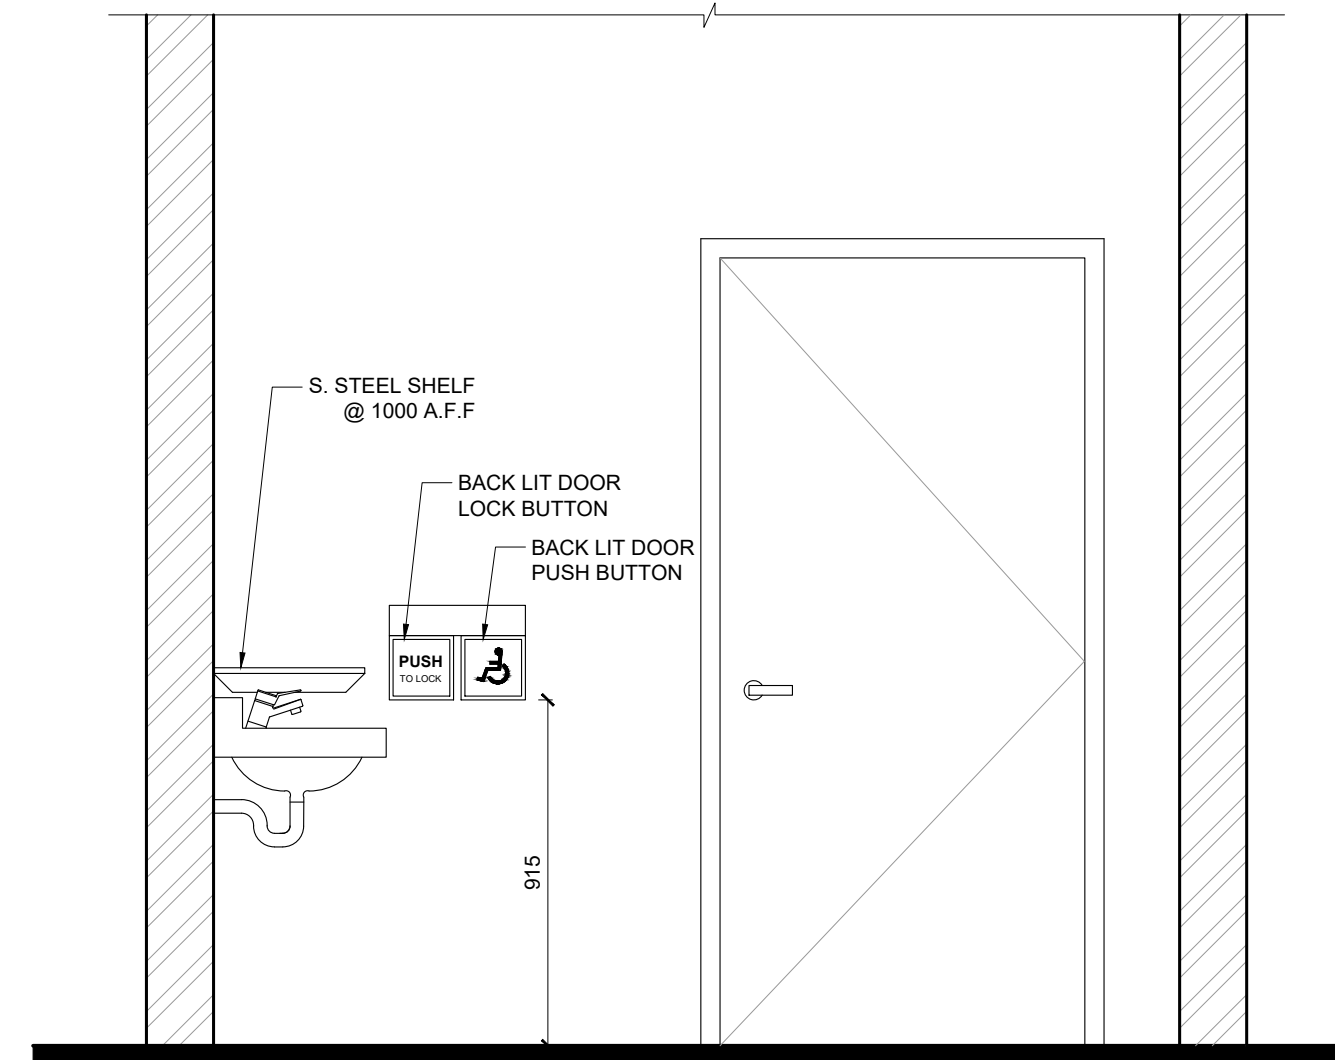 S. STEEL SHELF
@ 1000 A.F.F
BACK LIT DOOR
LOCK BUTTON
BACK LIT DOOR
PUSH BUTTON
PUSH
TO LOCK
915